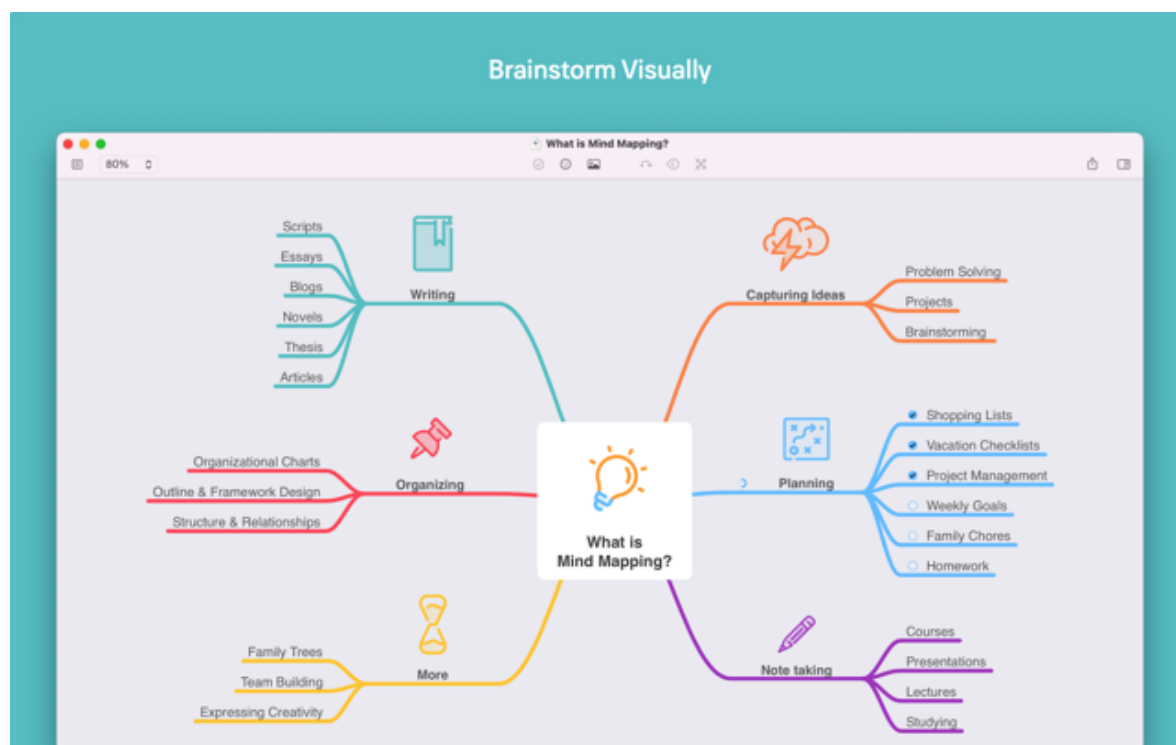 Brainstorm Visually
What is Mind Mapping?
80%
Scripts
Essays
Blogs
Novels
Thesis
Articles
Writing
Capturing Ideas
Problem Solving
Projects
Brainstorming
Organizational Charts
Outline & Framework Design
Structure & Relationships
Organizing
What is
Mind Mapping?
Planning
Shopping Lists
Vacation Checklists
Project Management
Weekly Goals
Family Chores
Homework
Family Trees
Team Building
Expressing Creativity
More
Note taking
Courses
Presentations
Lectures
Studying